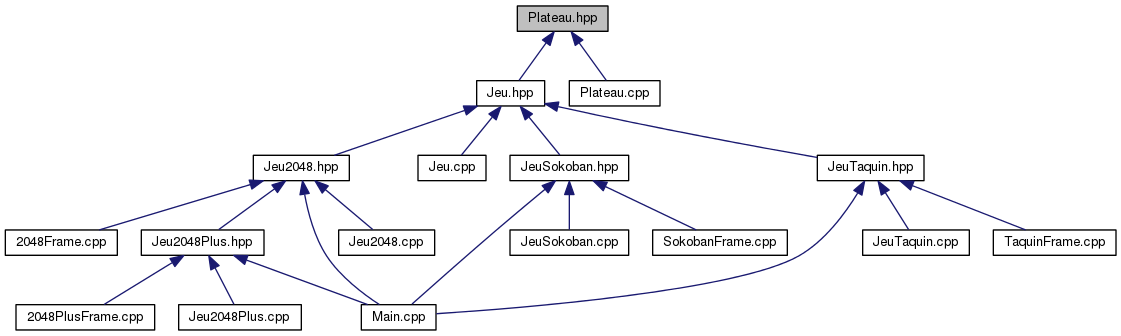 Plateau.hpp
Jeu.hpp
Plateau.cpp
Jeu2048.hpp
Jeu.cpp
JeuSokoban.hpp
JeuTaquin.hpp
2048Frame.cpp
Jeu2048Plus.hpp
Jeu2048.cpp
JeuSokoban.cpp
SokobanFrame.cpp
JeuTaquin.cpp
TaquinFrame.cpp
2048PlusFrame.cpp
Jeu2048Plus.cpp
Main.cpp